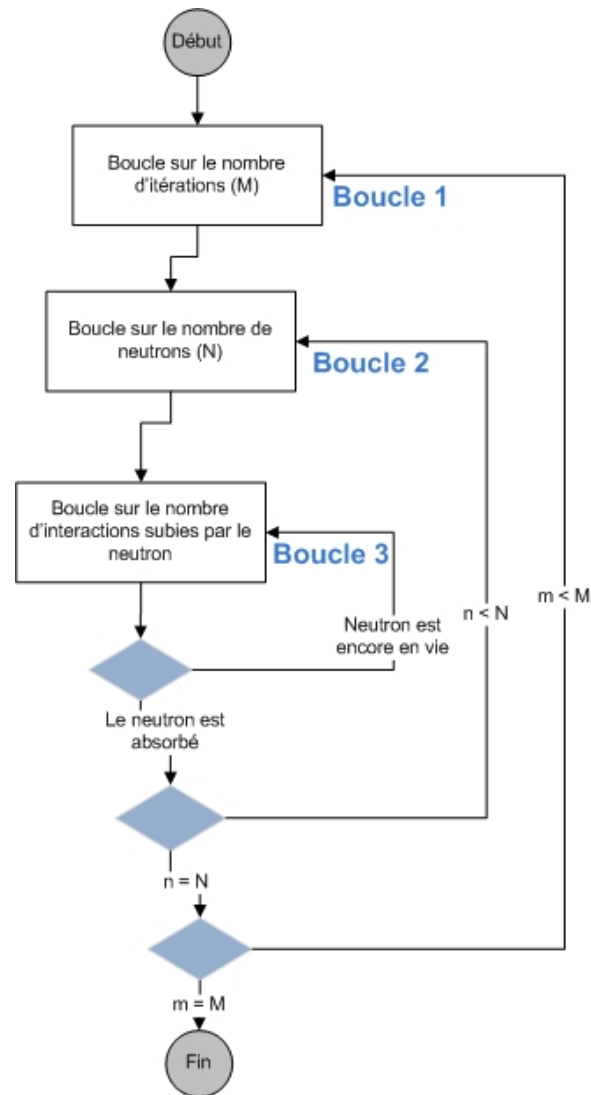 Début
Boucle sur le nombre
d'itérations (M)
Boucle 1
Boucle sur le nombre de
neutrons (N)
Boucle 2
Boucle sur le nombre
d'interactions subies par le
neutron
Boucle 3
m < M
n < N
Neutron est
encore en vie
Le neutron est
absorbé
n = N
m = M
Fin